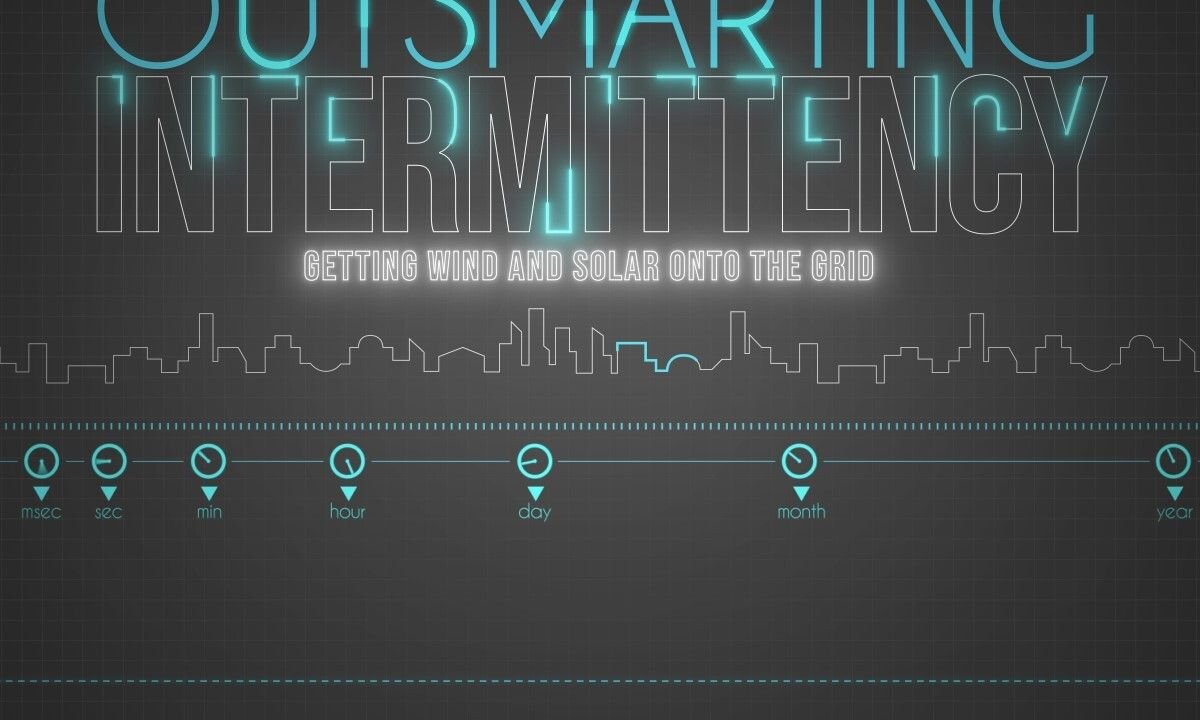 OUTSMARTING
INTERMITTENCY
GETTING WIND AND SOLAR ONTO THE GRID
msec sec min hour day month year